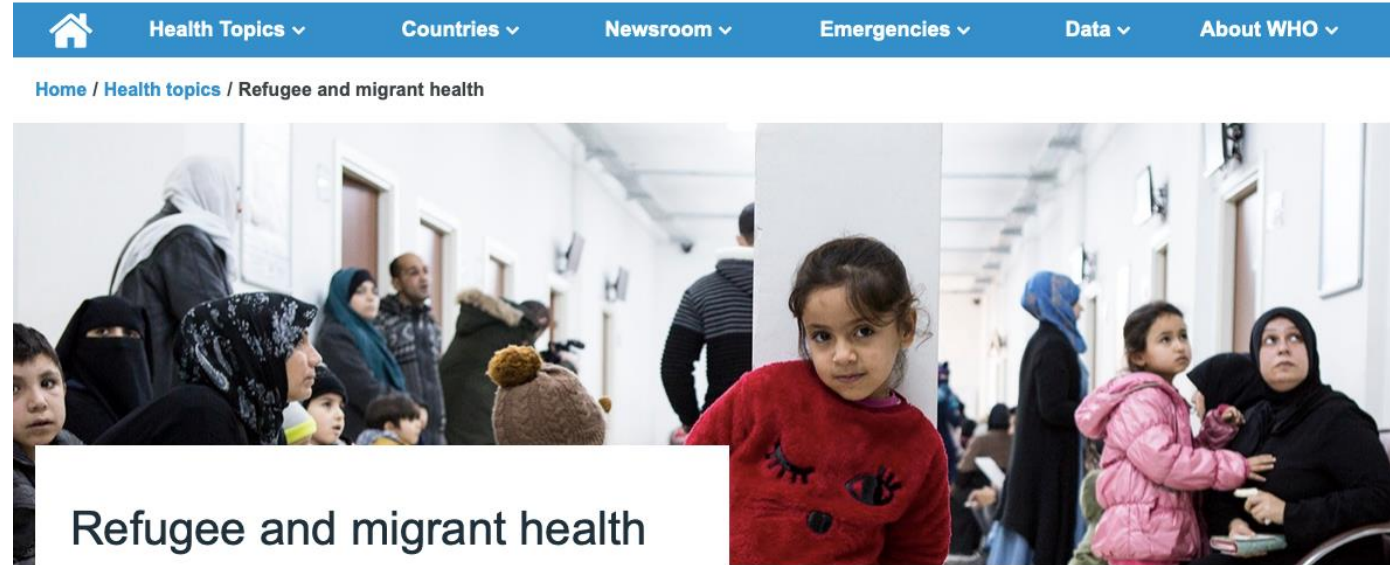 Health Topics Countries Newsroom Emergencies Data About WHO
Home / Health topics / Refugee and migrant health
Refugee and migrant health